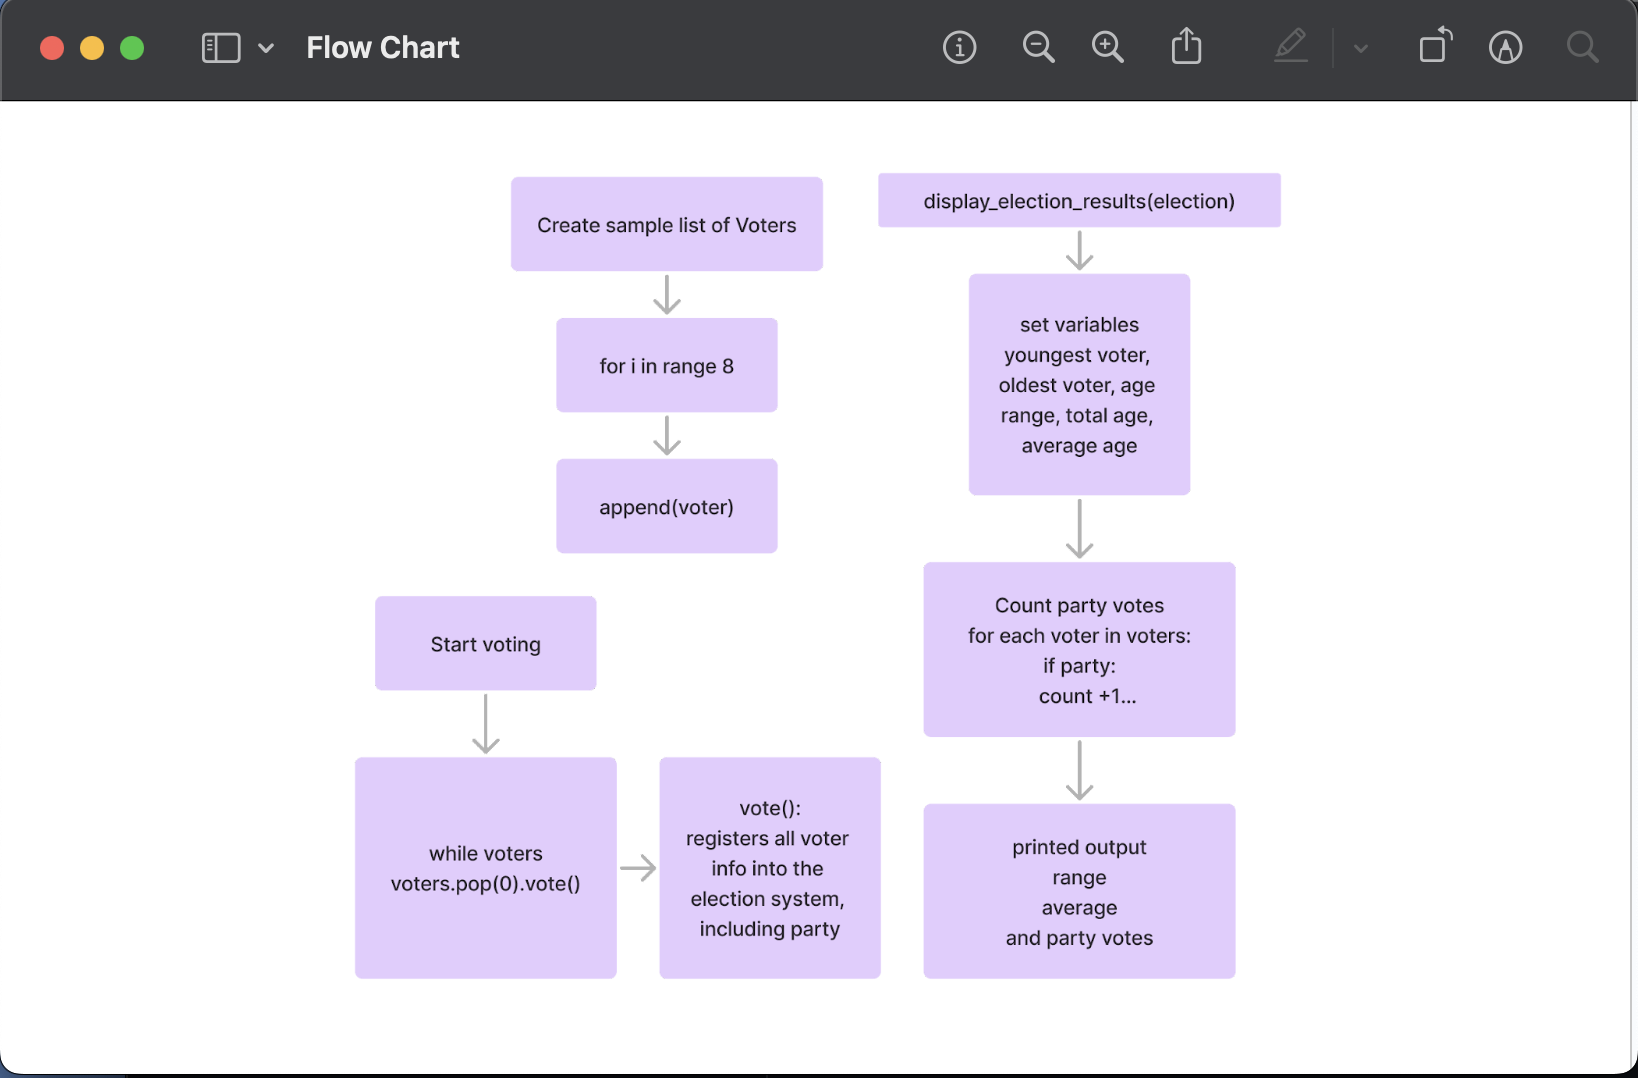 Flow Chart
Create sample list of Voters
for i in range 8
append(voter)
Start voting
while voters
voters.pop(0).vote()
vote():
registers all voter
info into the
election system,
including party
display_election_results(election)
set variables
youngest voter,
oldest voter, age
range, total age,
average age
Count party votes
for each voter in voters:
if party:
count +1...
printed output
range
average
and party votes